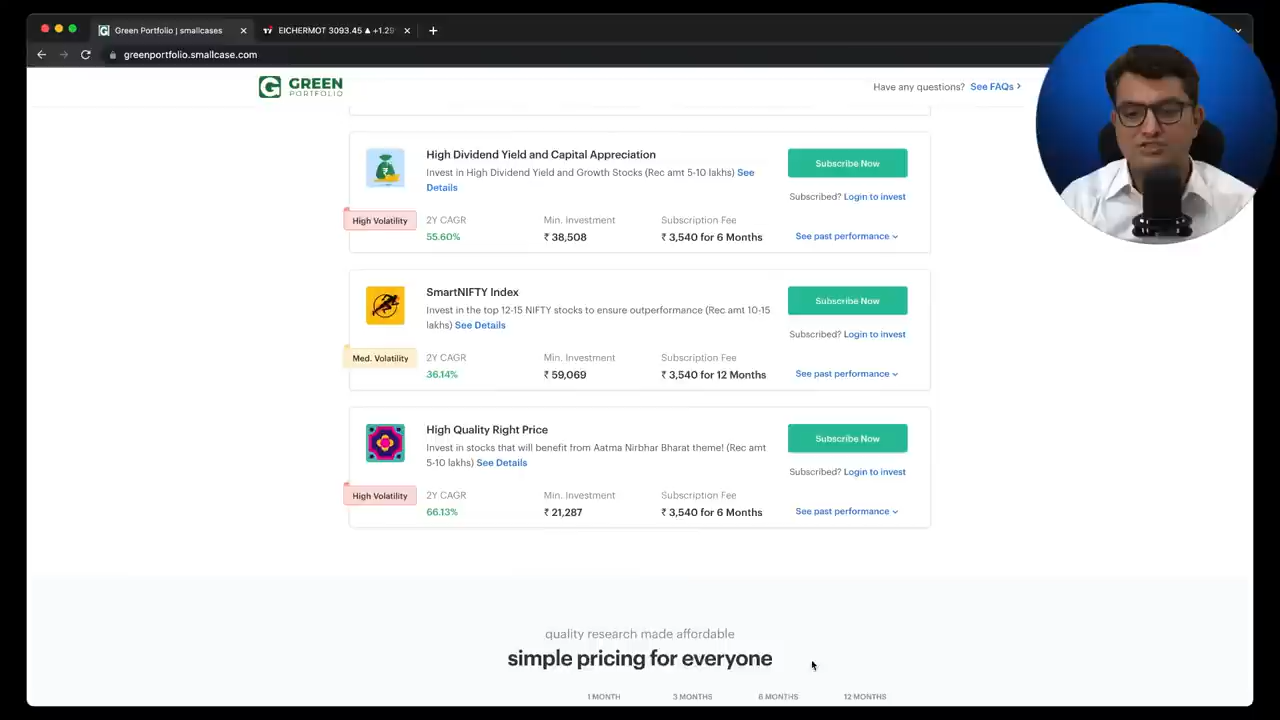 Green Portfolio | smallcases
EICHERMOT 3093.45 ▲ +1.29
greenportfolio.smallcase.com
GREEN
PORTFOLIO
Have any questions? See FAQs
High Dividend Yield and Capital Appreciation
Invest in High Dividend Yield and Growth Stocks (Rec amt 5-10 lakhs) See
Details
Subscribe Now
Subscribed? Login to invest
High Volatility
2Y CAGR
Min. Investment
Subscription Fee
55.60%
₹ 38,508
₹ 3,540 for 6 Months
See past performance
SmartNIFTY Index
Invest in the top 12-15 NIFTY stocks to ensure outperformance (Rec amt 10-15
lakhs) See Details
Subscribe Now
Subscribed? Login to invest
Med. Volatility
2Y CAGR
Min. Investment
Subscription Fee
36.14%
₹ 59,069
₹ 3,540 for 12 Months
See past performance
High Quality Right Price
Invest in stocks that will benefit from Aatma Nirbhar Bharat theme! (Rec amt
5-10 lakhs) See Details
Subscribe Now
Subscribed? Login to invest
High Volatility
2Y CAGR
Min. Investment
Subscription Fee
66.13%
₹ 21,287
₹ 3,540 for 6 Months
See past performance
quality research made affordable
simple pricing for everyone
1 MONTH
3 MONTHS
6 MONTHS
12 MONTHS